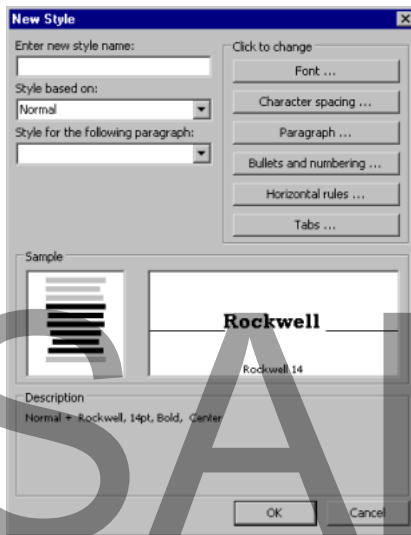 New Style
Enter new style name:
Style based on:
Normal
Style for the following paragraph:
Click to change
Font ...
Character spacing ...
Paragraph ...
Bullets and numbering ...
Horizontal rules ...
Tabs ...
Sample
Rockwell
Rockwell 14
Description
Normal + Rockwell, 14pt, Bold, Center
OK
Cancel
SA